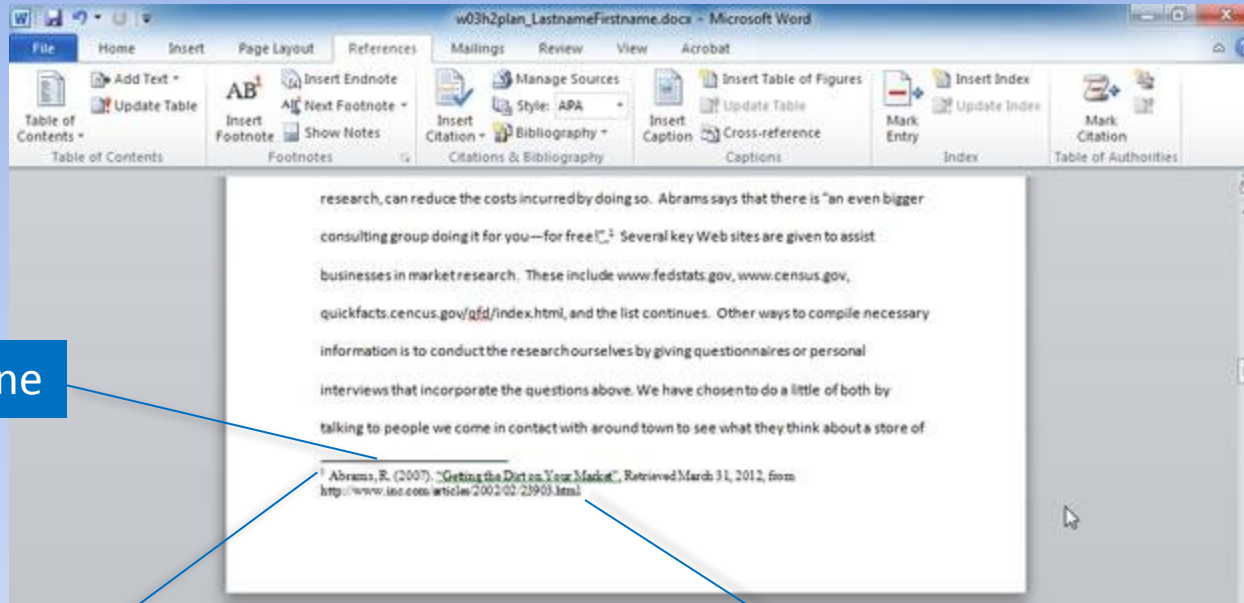 w03h2plan_LastnameFirstname.docx - Microsoft Word
File Home Insert Page Layout References Mailings Review View Acrobat
Table of Contents
Add Text
Update Table
Table of Contents
AB1
Insert Footnote
Insert Endnote
Next Footnote
Show Notes
Footnotes
Insert Citation
Manage Sources
Style: APA
Bibliography
Citations & Bibliography
Insert Caption
Insert Table of Figures
Update Table
Cross-reference
Captions
Mark Entry
Insert Index
Update Index
Index
Mark Citation
Table of Authorities
research, can reduce the costs incurred by doing so. Abrams says that there is "an even bigger
consulting group doing it for you—for free!".1 Several key Web sites are given to assist
businesses in market research. These include www.fedstats.gov, www.census.gov,
quickfacts.cencus.gov/qfd/index.html, and the list continues. Other ways to compile necessary
information is to conduct the research ourselves by giving questionnaires or personal
interviews that incorporate the questions above. We have chosen to do a little of both by
talking to people we come in contact with around town to see what they think about a store of
ne
1 Abrams, R. (2007). "Getting the Dirt on Your Market", Retrieved March 31, 2012, from
http://www.inc.com/articles/2002/02/23903.html